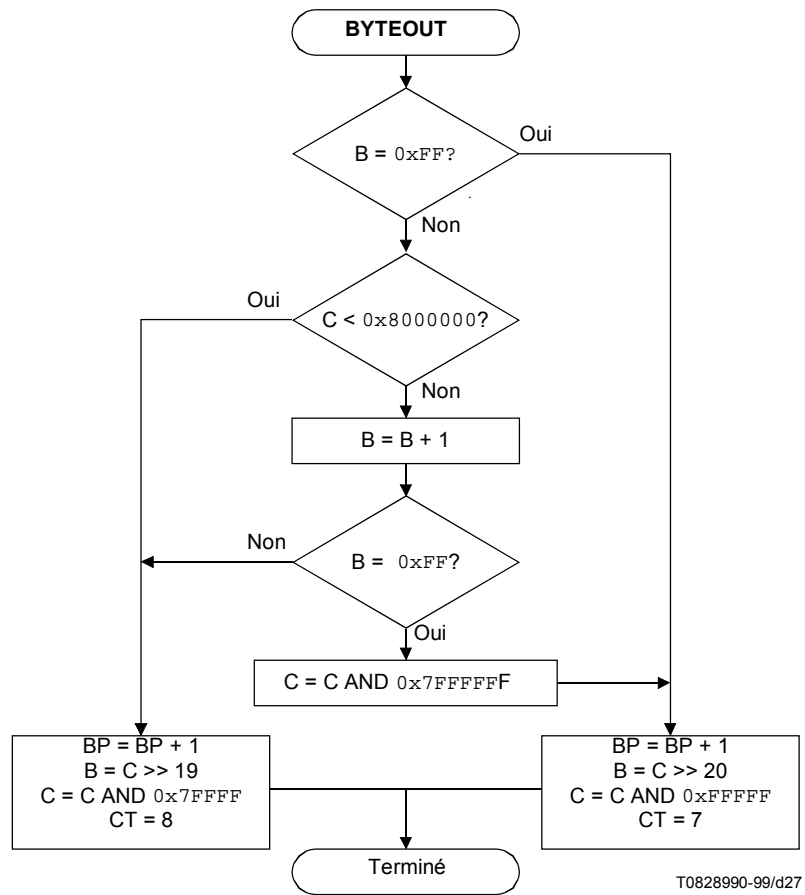 BYTEOUT
B = 0xFF?
Oui
Non
Oui
C < 0x8000000?
Non
B = B + 1
Non
B = 0xFF?
Oui
C = C AND 0x7FFFFFF
BP = BP + 1
B = C >> 19
C = C AND 0x7FFFF
CT = 8
BP = BP + 1
B = C >> 20
C = C AND 0xFFFFF
CT = 7
Terminé
T0828990-99/d27